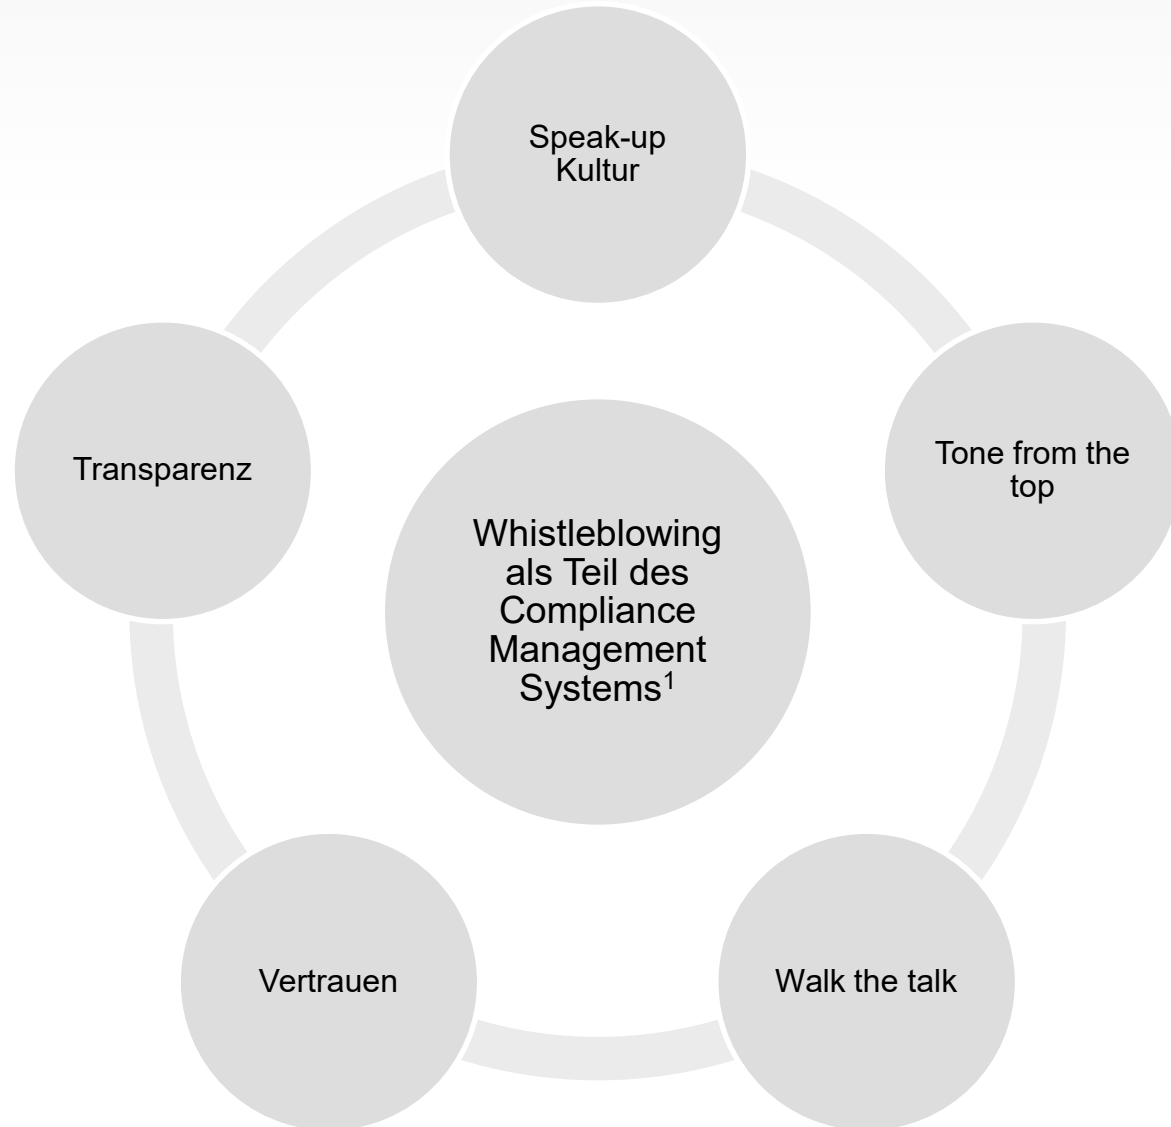 Speak-up
Kultur
Tone from the
top
Transparenz
Whistleblowing
als Teil des
Compliance
Management
Systems¹
Vertrauen
Walk the talk